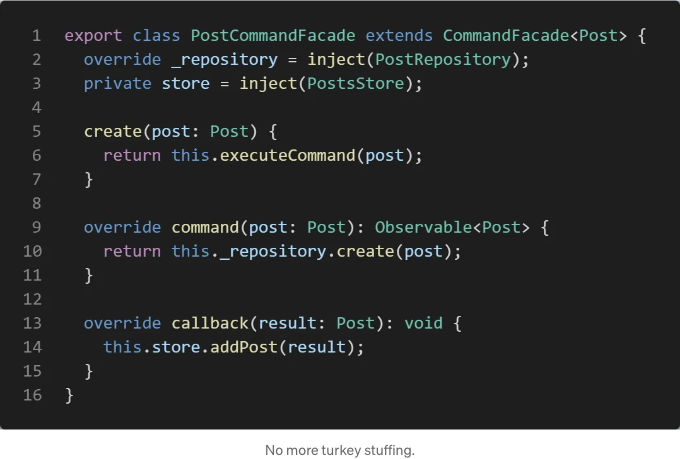 1 export class PostCommandFacade extends CommandFacade<Post> {
2   override _repository = inject(PostRepository);
3   private store = inject(PostsStore);
4
5   create(post: Post) {
6     return this.executeCommand(post);
7   }
8
9   override command(post: Post): Observable<Post> {
10     return this._repository.create(post);
11   }
12
13   override callback(result: Post): void {
14     this.store.addPost(result);
15   }
16 }
No more turkey stuffing.